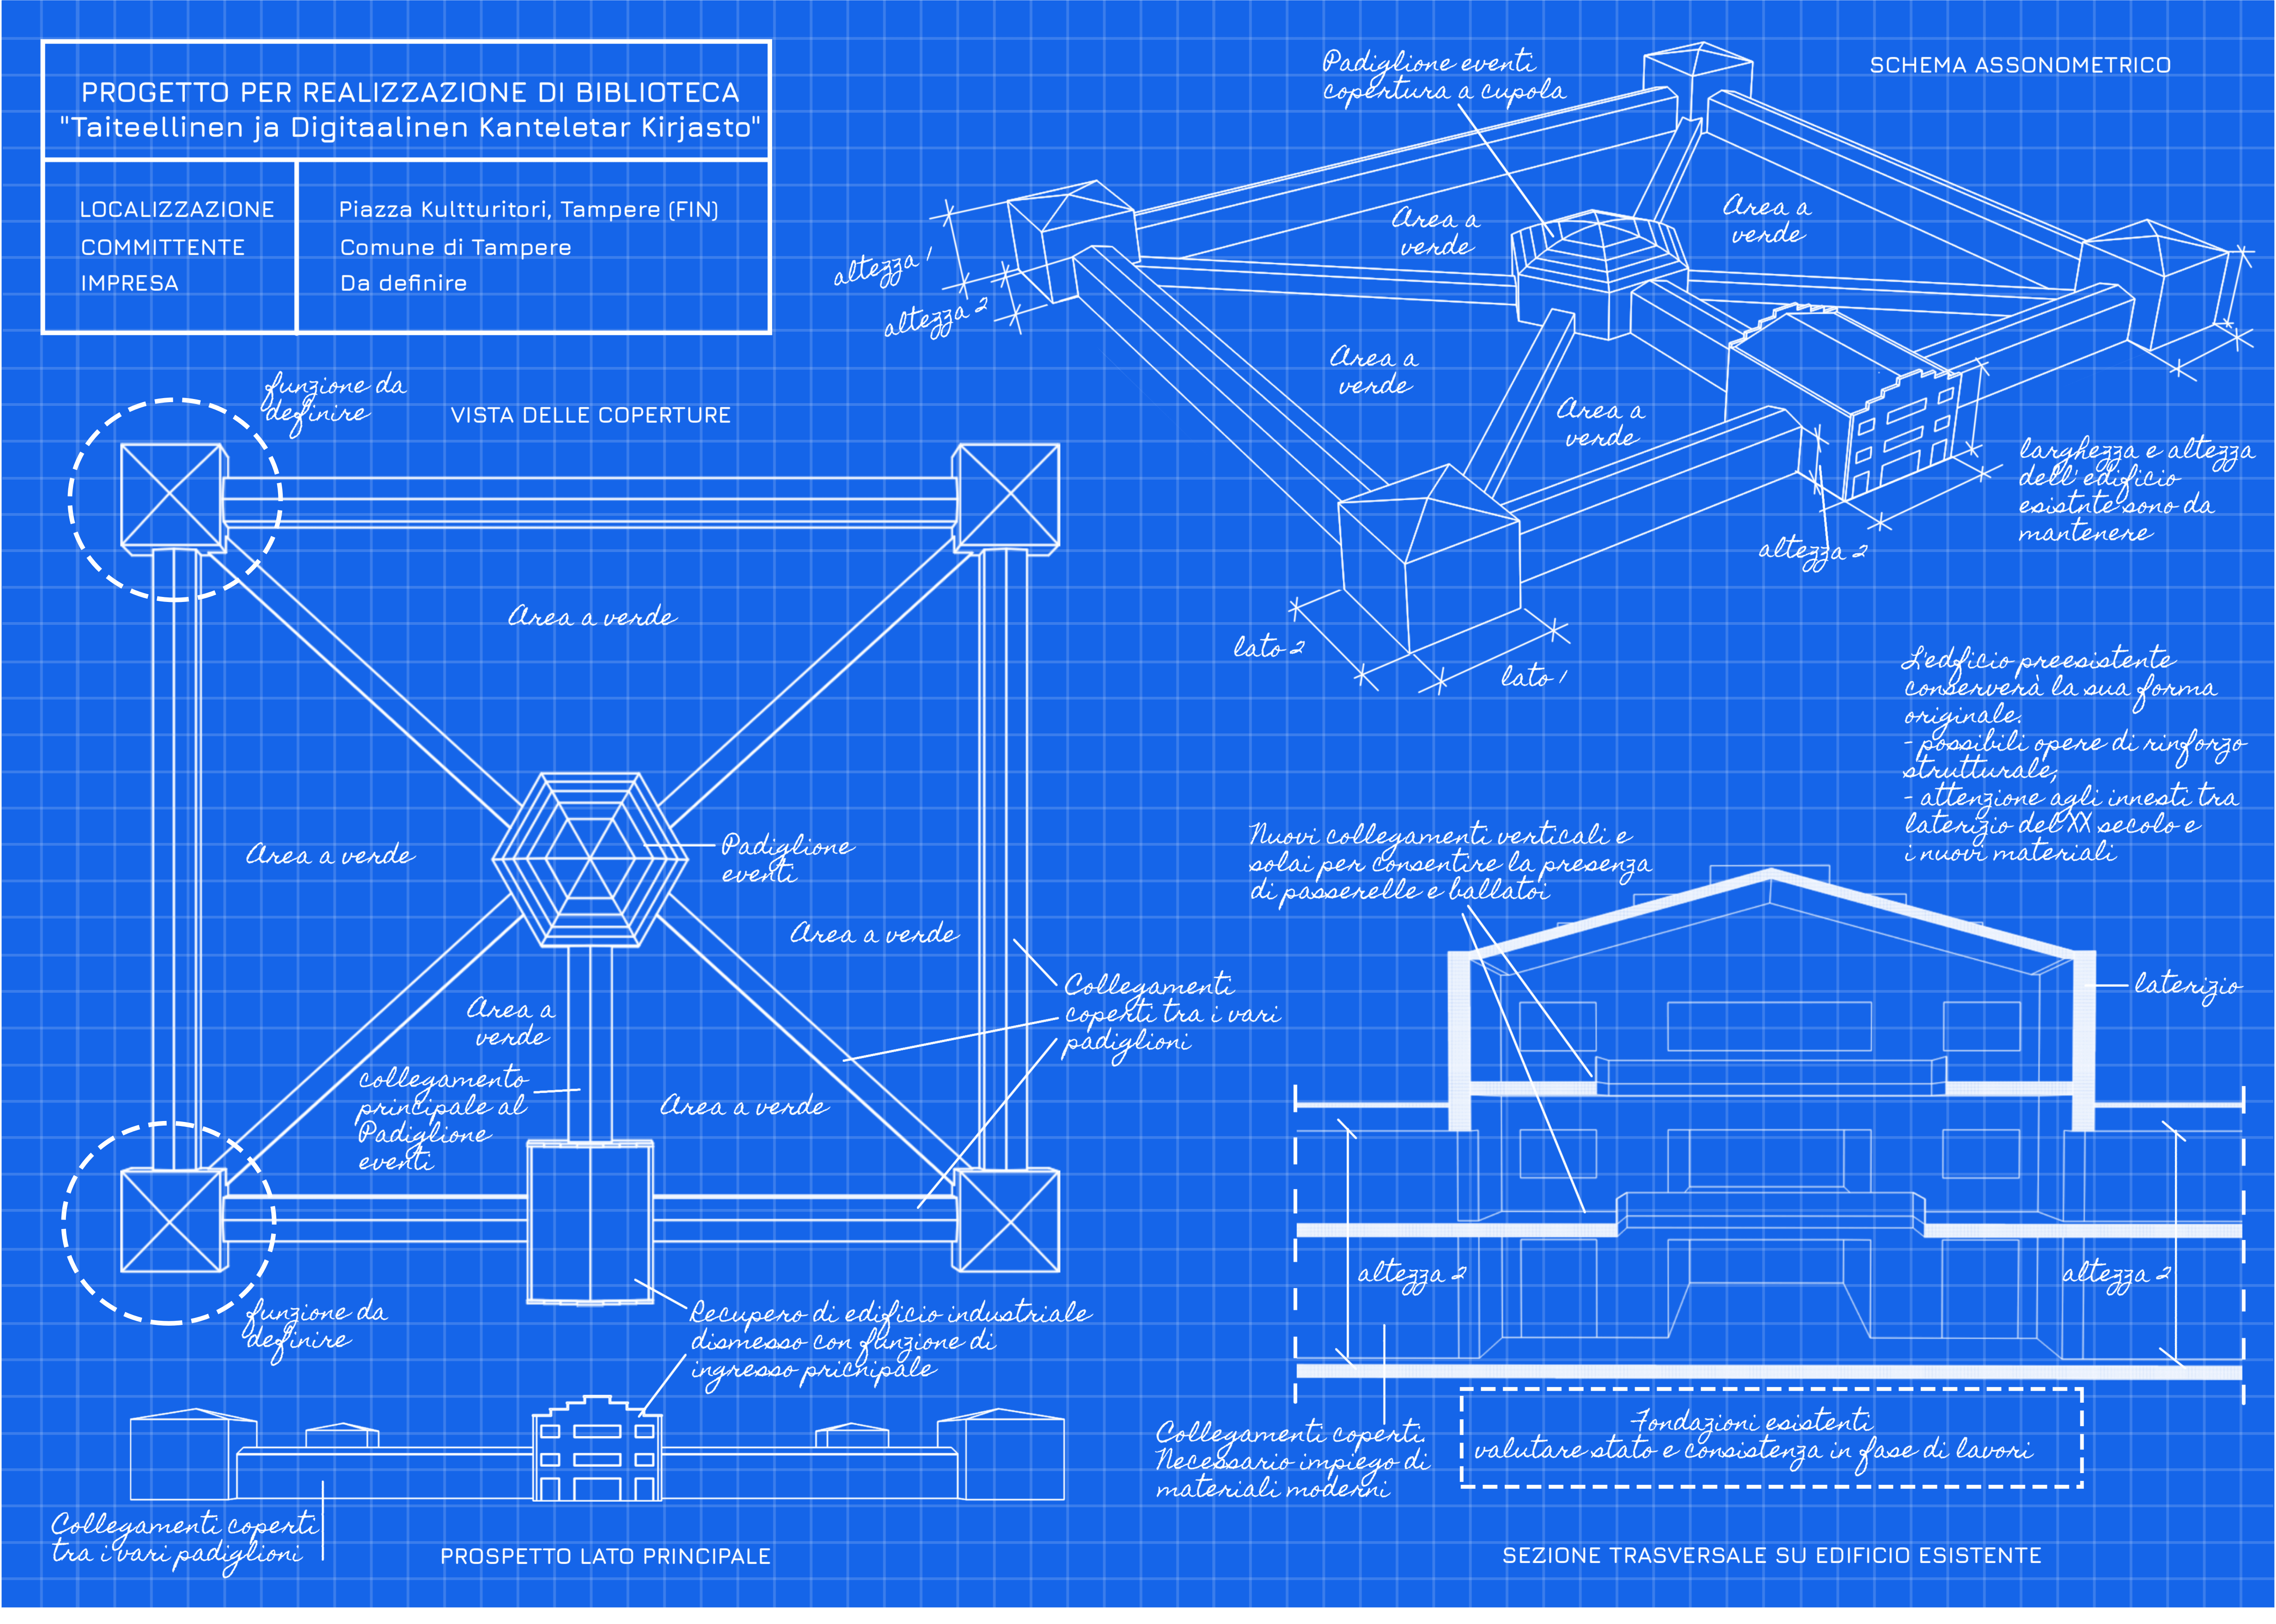 PROGETTO PER REALIZZAZIONE DI BIBLIOTECA
"Taiteellinen ja Digitaalinen Kanteletar Kirjasto"
LOCALIZZAZIONE
Piazza Kultturitori, Tampere (FIN)
COMMITTENTE
Comune di Tampere
IMPRESA
Da definire
SCHEMA ASSONOMETRICO
Padiglione eventi
copertura a cupola
Area a
verde
Area a
verde
altezza 1
altezza 2
Area a
verde
Area a
verde
larghezza e altezza
dell'edificio
esistnte sono da
mantenere
altezza 2
lato 2
lato 1
VISTA DELLE COPERTURE
funzione da
definire
Area a verde
Area a verde
Padiglione
eventi
Area a verde
Area a
verde
Collegamenti
coperti tra i vari
padiglioni
collegamento
principale al
Padiglione
eventi
Area a verde
funzione da
definire
Recupero di edificio industriale
dismesso con funzione di
ingresso pricnipale
Collegamenti coperti
tra i vari padiglioni
PROSPETTO LATO PRINCIPALE
L'edficio preesistente
conserverà la sua forma
originale.
- possibili opere di rinforzo
strutturale;
- attenzione agli innesti tra
laterizio del XX secolo e
i nuovi materiali
Nuovi collegamenti verticali e
solai per consentire la presenza
di passerelle e ballatoi
laterizio
altezza 2
altezza 2
Collegamenti coperti.
Necessario impiego di
materiali moderni
Fondazioni esistenti
valutare stato e consistenza in fase di lavori
SEZIONE TRASVERSALE SU EDIFICIO ESISTENTE